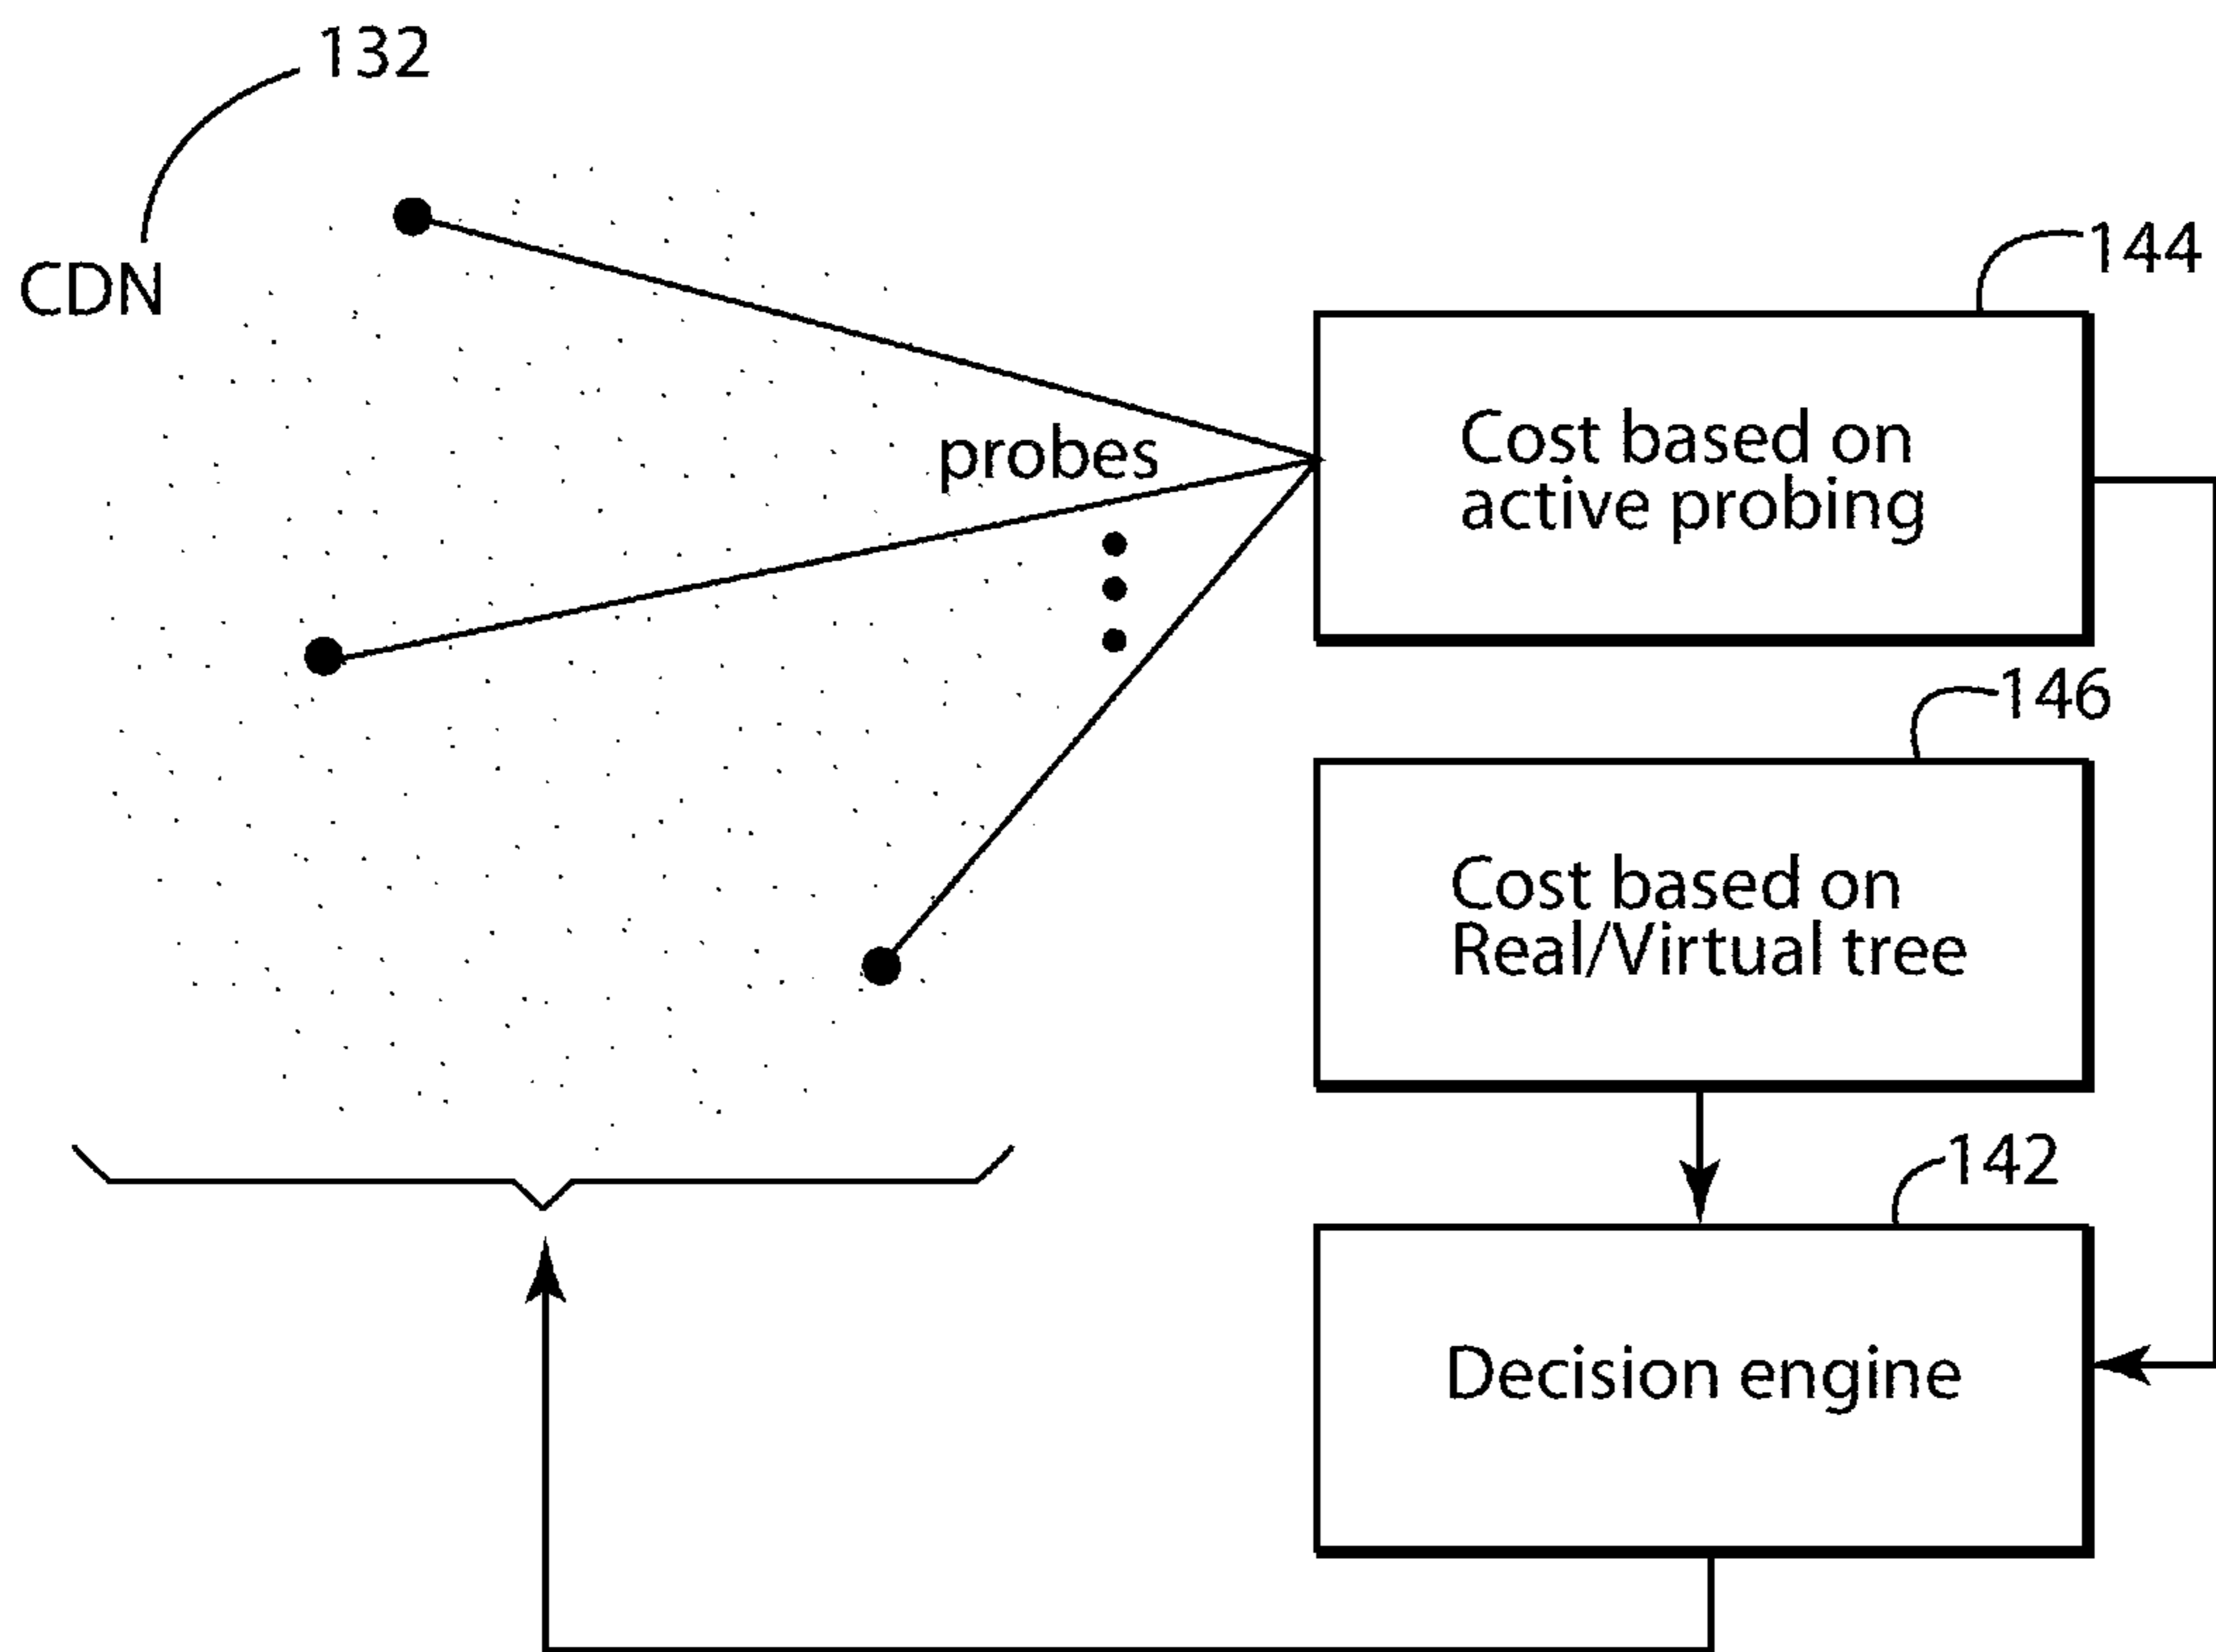 132
CDN
144
probes
Cost based on
active probing
146
Cost based on
Real/Virtual tree
142
Decision engine